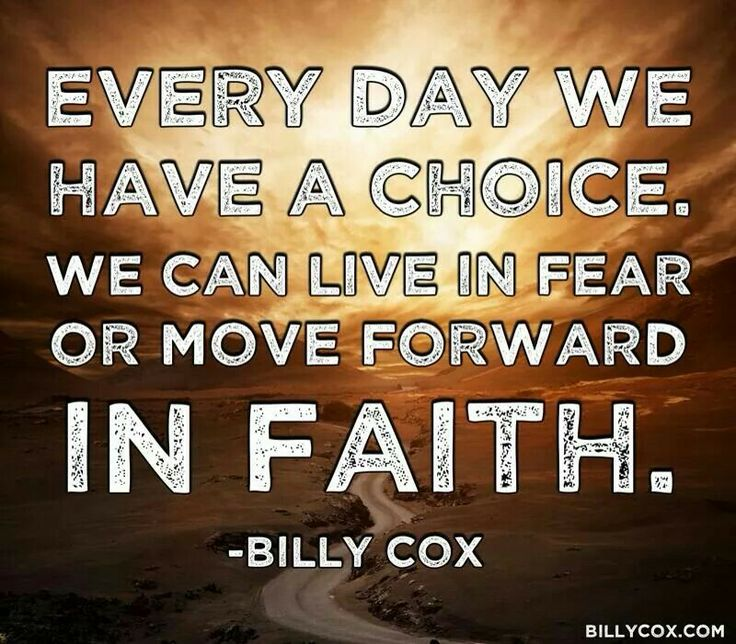 EVERY DAY WE
HAVE A CHOICE.
WE CAN LIVE IN FEAR
OR MOVE FORWARD
IN FAITH.
-BILLY COX
BILLYCOX.COM